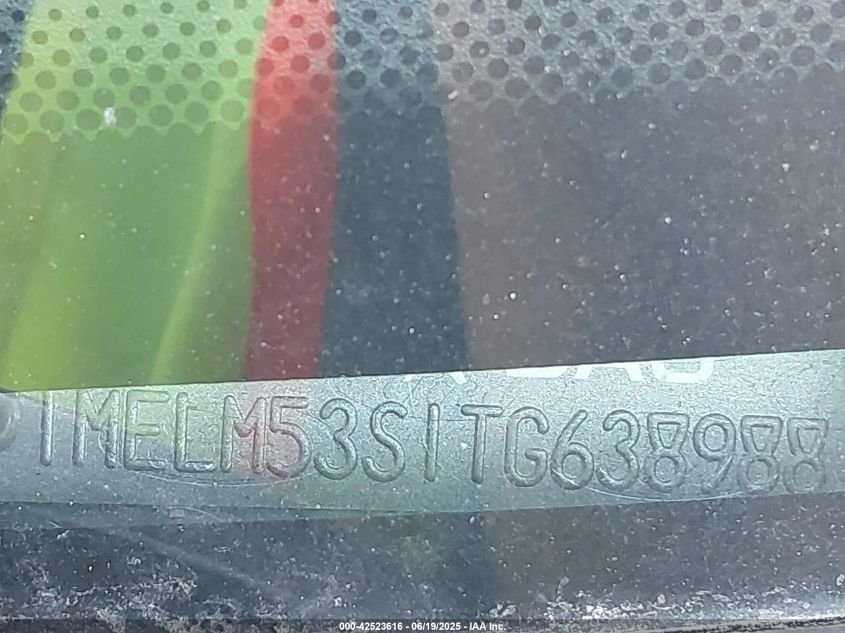 1MELM53S1TG638988
000-42523616 - 06/19/2025 - IAA Inc.